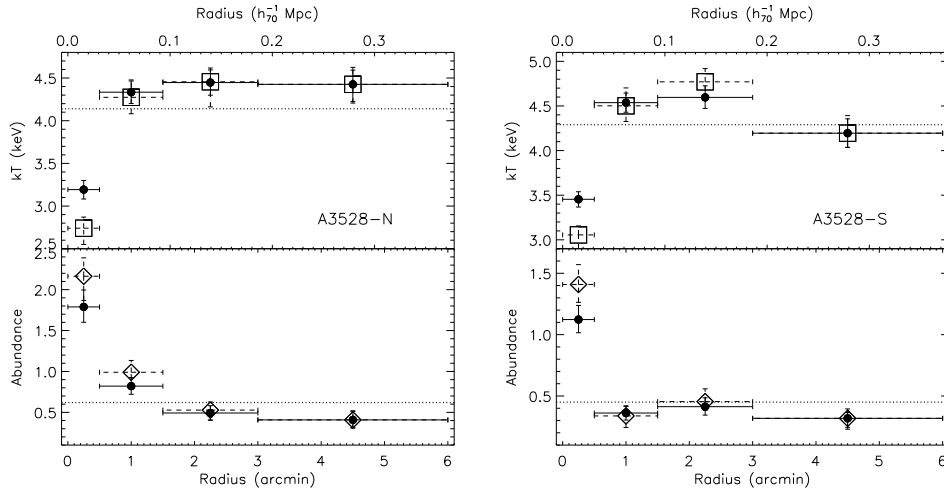 Radius (h₇₀⁻¹ Mpc)
0.0 0.1 0.2 0.3
kT (keV)
4.5
4.0
3.5
3.0
2.5
A3528-N
Abundance
2.5
2.0
1.5
1.0
0.5
0 1 2 3 4 5 6
Radius (arcmin)
Radius (h₇₀⁻¹ Mpc)
0.0 0.1 0.2 0.3
kT (keV)
5.0
4.5
4.0
3.5
3.0
A3528-S
Abundance
1.5
1.0
0.5
0 1 2 3 4 5 6
Radius (arcmin)